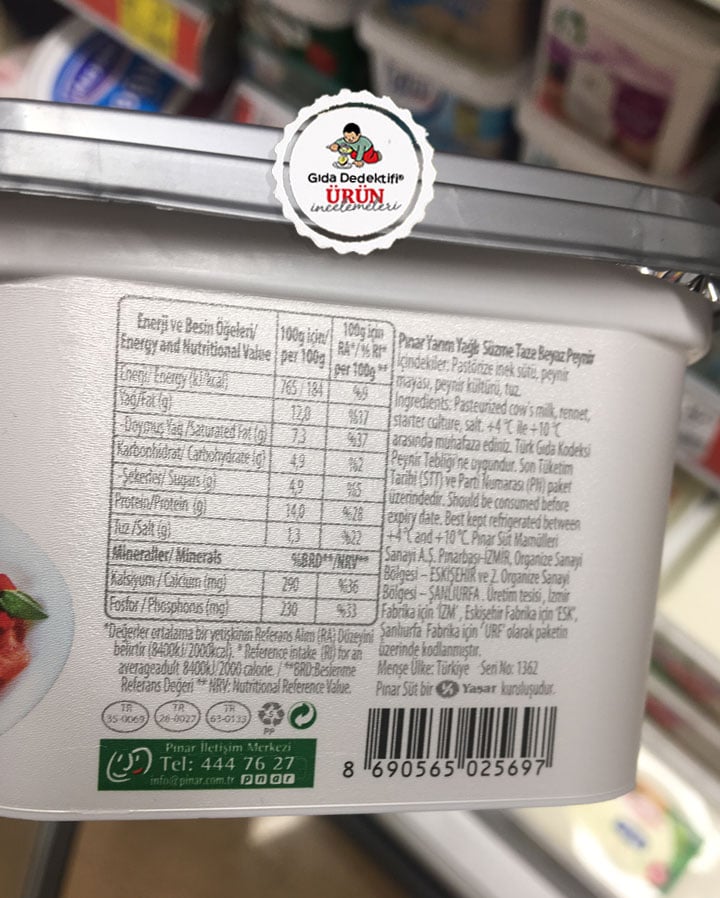 Gıda Dedektifi®
ÜRÜN
incelemeleri
Enerji ve Besin Öğeleri/
Energy and Nutritional Value
100g için/
per 100g
100g için
RA*/% RI*
per 100g **
Enerji/ Energy (kJ/kcal) 765 / 184 %9
Yağ/Fat (g) 12,0 %17
-Doymuş Yağ /Saturated Fat (g) 7,3 %37
Karbonhidrat/ Carbohydrate (g) 4,9 %2
-Şekerler/ Sugars (g) 4,9 %5
Protein/Protein (g) 14,0 %28
Tuz /Salt (g) 1,3 %22
Mineraller/ Minerals %BRD**/NRV**
Kalsiyum / Calcium (mg) 290 %36
Fosfor / Phosphorus (mg) 230 %33
*Değerler ortalama bir yetişkinin Referans Alım (RA) Düzeyini
belirtir (8400kJ/2000kcal). * Reference intake (RI) for an
averageadult 8400kJ/2000 calorie. / **BRD:Beslenme
Referans Değeri ** NRV: Nutritional Reference Value.
TR
35-0069
TR
26-0027
TR
63-0133
5
PP
Pınar İletişim Merkezi
Tel: 444 76 27
info@pinar.com.tr PINAR
Pınar Yarım Yağlı Süzme Taze Beyaz Peynir
İçindekiler: Pastörize inek sütü, peynir
mayası, peynir kültürü, tuz.
Ingredients: Pasteurized cow's milk, rennet,
starter culture, salt. +4 °C ile +10 °C
arasında muhafaza ediniz. Türk Gıda Kodeksi
Peynir Tebliği'ne uygundur. Son Tüketim
Tarihi (STT) ve Parti Numarası (PN) paket
üzerindedir. Should be consumed before
expiry date. Best kept refrigerated between
+4 °C and +10 °C. Pınar Süt Mamülleri
Sanayi A.Ş. Pınarbaşı-İZMİR, Organize Sanayi
Bölgesi – ESKİŞEHİR ve 2. Organize Sanayi
Bölgesi – ŞANLIURFA . Üretim tesisi, İzmir
Fabrika için 'IZM', Eskişehir Fabrika için 'ESK',
Şanlıurfa Fabrika için 'URF' olarak paketin
üzerinde kodlanmıştır.
Menşe Ülke: Türkiye Seri No: 1362
Pınar Süt bir Yaşar kuruluşudur.
8 690565 025697